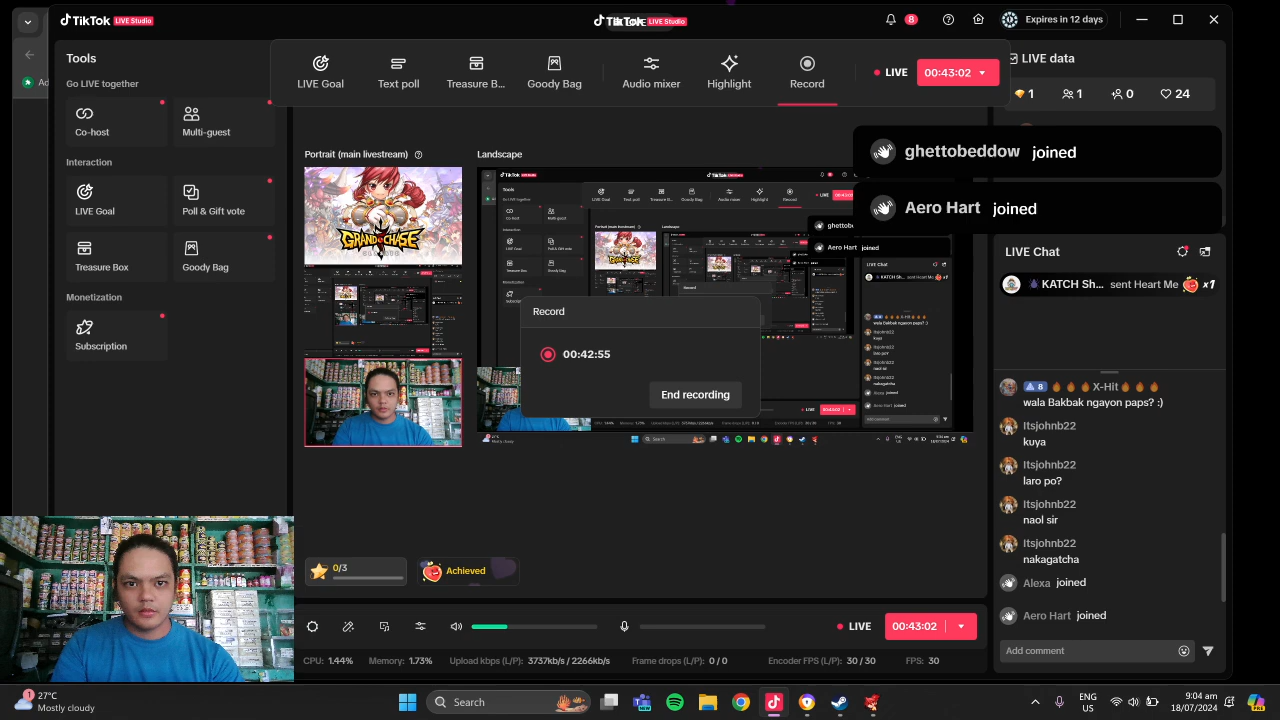 TikTok LIVE Studio
TikTok LIVE Studio
8
Expires in 12 days
Tools
Go LIVE together
Co-host
Multi-guest
Interaction
LIVE Goal
Poll & Gift vote
Treasure Box
Goody Bag
Monetization
Subscription
LIVE Goal
Text poll
Treasure B...
Goody Bag
Audio mixer
Highlight
Record
LIVE
00:43:02
LIVE data
1
1
0
24
Portrait (main livestream)
Landscape
GRAND CHASE
ghettobeddow joined
Aero Hart joined
Record
00:42:55
End recording
LIVE Chat
KATCH Sh... sent Heart Me x1
8 X-Hit
wala Bakbak ngayon paps? :)
Itsjohnb22
kuya
Itsjohnb22
laro po?
Itsjohnb22
naol sir
Itsjohnb22
nakagatcha
Alexa joined
Aero Hart joined
Add comment
0/3
Achieved
LIVE
00:43:02
CPU: 1.44%
Memory: 1.73%
Upload kbps (L/P): 3737kb/s / 2266kb/s
Frame drops (L/P): 0 / 0
Encoder FPS (L/P): 30 / 30
FPS: 30
1
27°C
Mostly cloudy
Search
NEW
ENG
US
9:04 am
18/07/2024
PRE